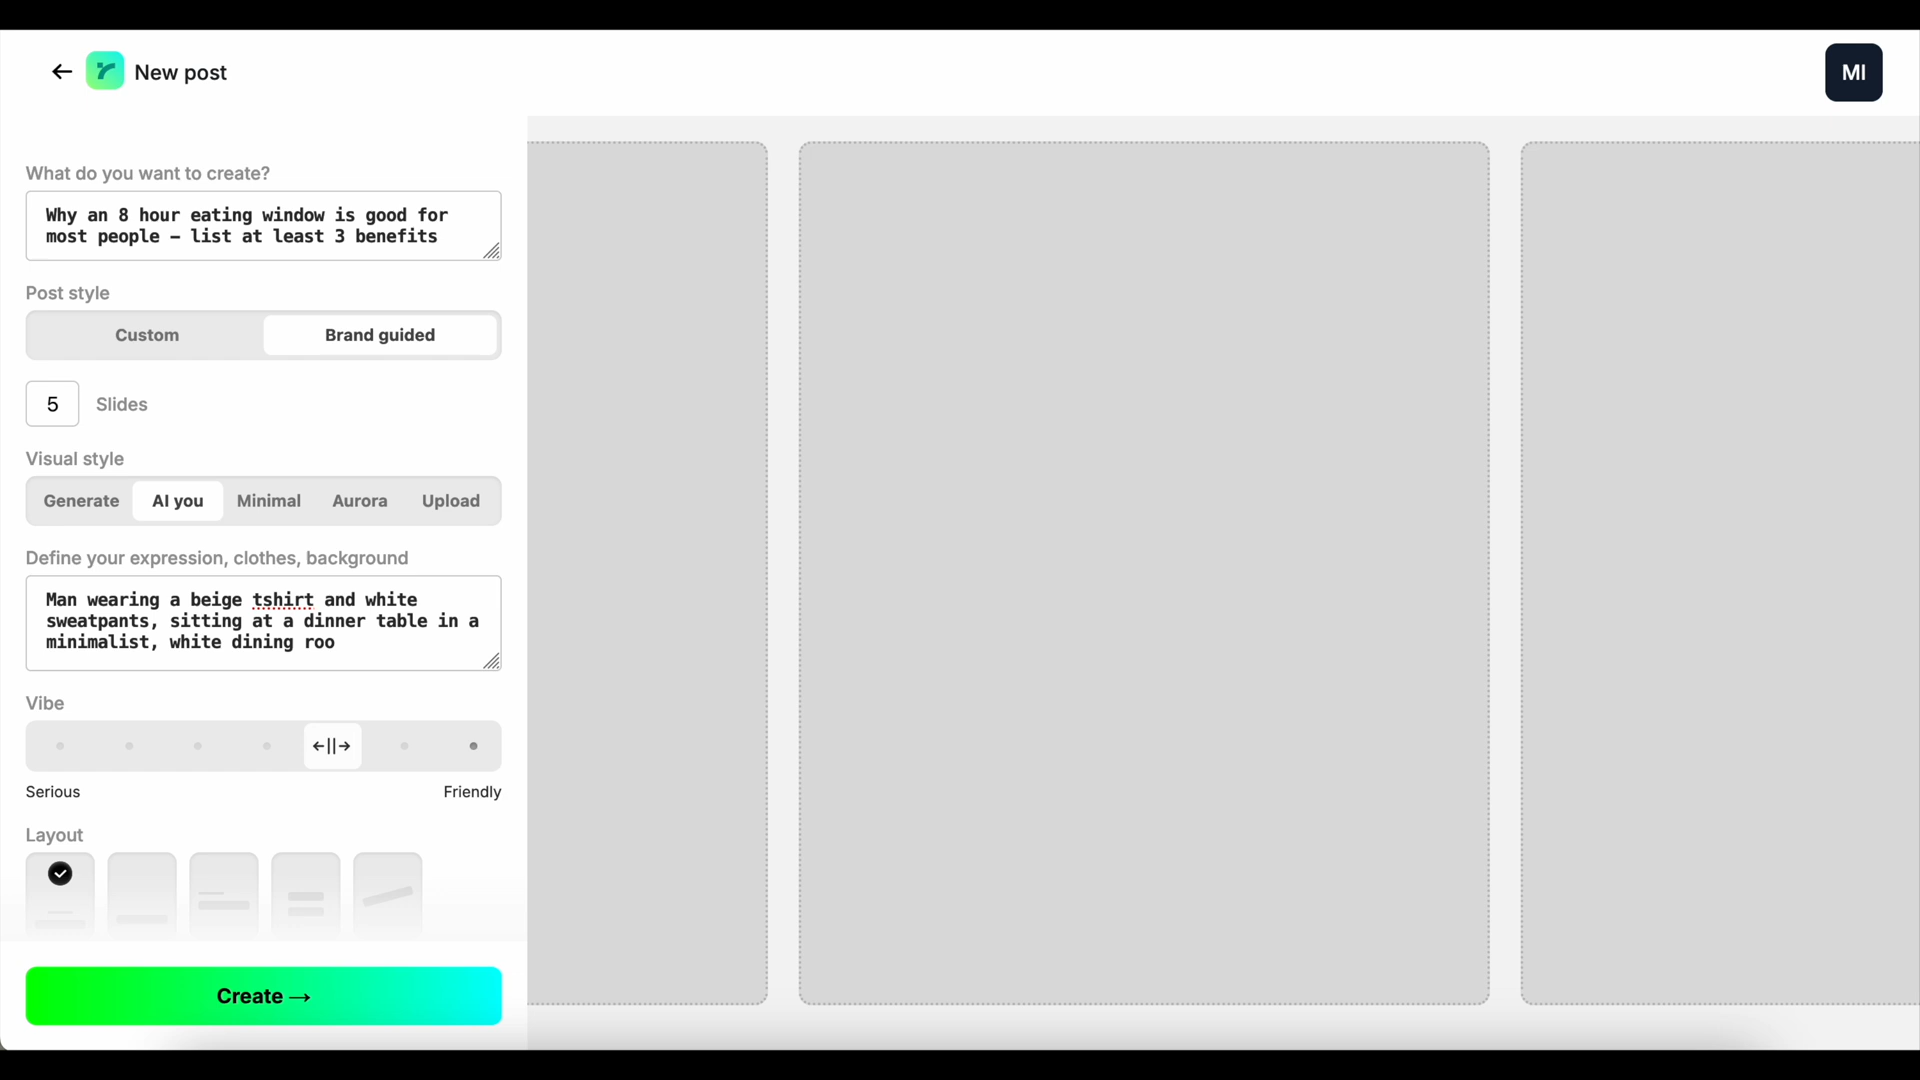 New post
MI
What do you want to create?
Why an 8 hour eating window is good for
most people – list at least 3 benefits
Post style
Custom
Brand guided
5
Slides
Visual style
Generate
AI you
Minimal
Aurora
Upload
Define your expression, clothes, background
Man wearing a beige tshirt and white
sweatpants, sitting at a dinner table in a
minimalist, white dining roo
Vibe
Serious
Friendly
Layout
Create →